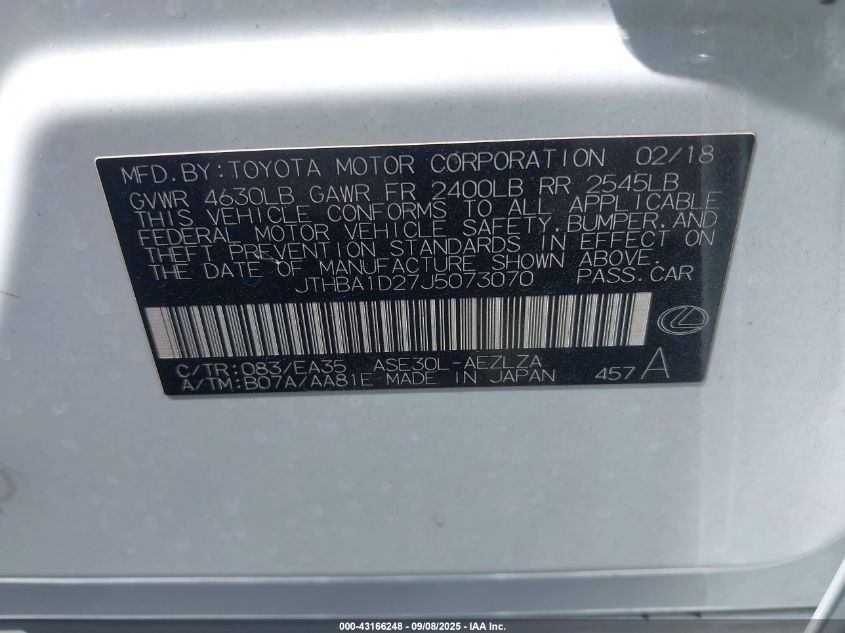 MFD.BY:TOYOTA MOTOR CORPORATION 02/18
GVWR 4630LB GAWR FR 2400LB RR 2545LB
THIS VEHICLE CONFORMS TO ALL APPLICABLE
FEDERAL MOTOR VEHICLE SAFETY,BUMPER,AND
THEFT PREVENTION STANDARDS IN EFFECT ON
THE DATE OF MANUFACTURE SHOWN ABOVE.
JTHBA1D27J5073070 PASS.CAR
C/TR:083/EA35 ASE30L-AEZLZA
A/TM:B07A/AA81E MADE IN JAPAN 457A
000-43166248 - 09/08/2025 - IAA Inc.